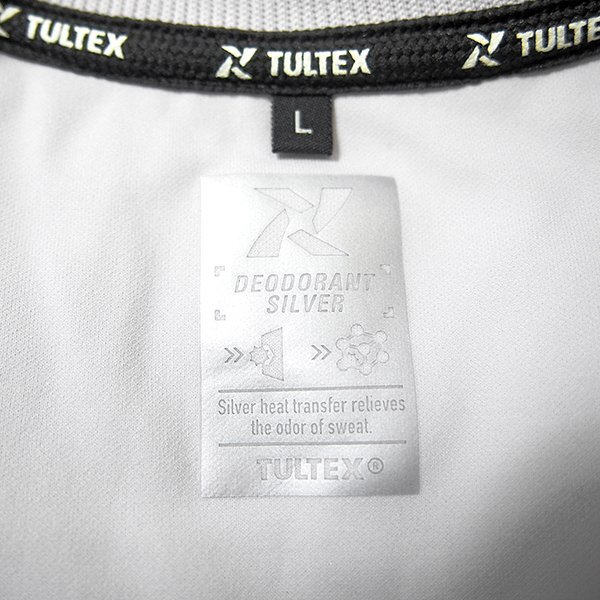 TULTEX TULTEX TULTEX
L
DEODORANT
SILVER
Silver heat transfer relieves
the odor of sweat.
TULTEX®